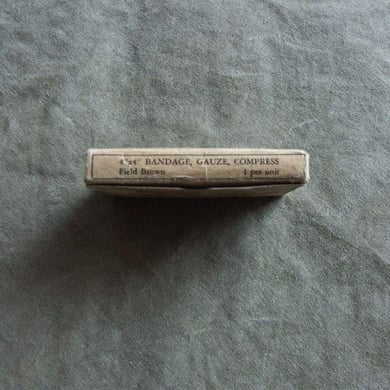 4"x4" BANDAGE, GAUZE, COMPRESS
Field Brown 1 per unit